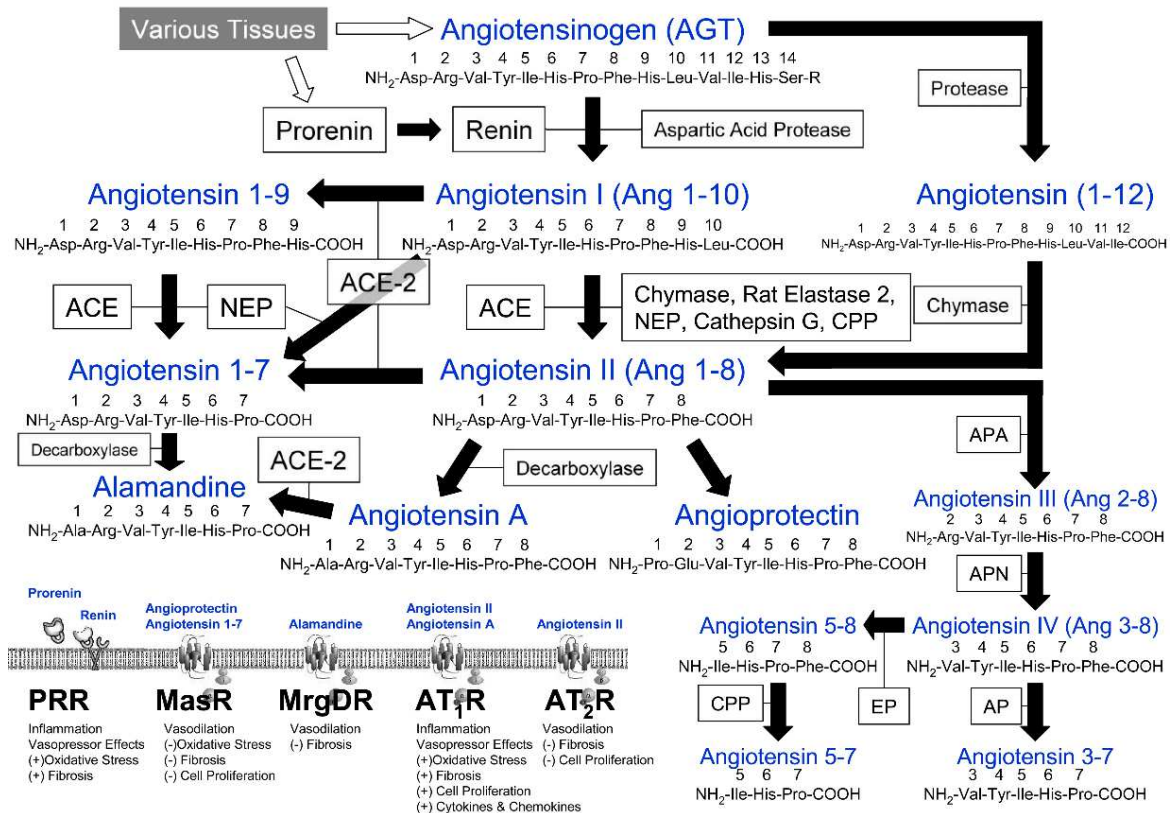 Various Tissues
Angiotensinogen (AGT)
1 2 3 4 5 6 7 8 9 10 11 12 13 14
NH₂-Asp-Arg-Val-Tyr-Ile-His-Pro-Phe-His-Leu-Val-Ile-His-Ser-R
Protease
Prorenin
Renin
Aspartic Acid Protease
Angiotensin 1-9
1 2 3 4 5 6 7 8 9
NH₂-Asp-Arg-Val-Tyr-Ile-His-Pro-Phe-His-COOH
Angiotensin I (Ang 1-10)
1 2 3 4 5 6 7 8 9 10
NH₂-Asp-Arg-Val-Tyr-Ile-His-Pro-Phe-His-Leu-COOH
Angiotensin (1-12)
1 2 3 4 5 6 7 8 9 10 11 12
NH₂-Asp-Arg-Val-Tyr-Ile-His-Pro-Phe-His-Leu-Val-Ile-COOH
ACE
NEP
ACE-2
ACE
Chymase, Rat Elastase 2,
NEP, Cathepsin G, CPP
Chymase
Angiotensin 1-7
1 2 3 4 5 6 7
NH₂-Asp-Arg-Val-Tyr-Ile-His-Pro-COOH
Angiotensin II (Ang 1-8)
1 2 3 4 5 6 7 8
NH₂-Asp-Arg-Val-Tyr-Ile-His-Pro-Phe-COOH
Decarboxylase
ACE-2
Decarboxylase
APA
Alamandine
1 2 3 4 5 6 7
NH₂-Ala-Arg-Val-Tyr-Ile-His-Pro-COOH
Angiotensin A
1 2 3 4 5 6 7 8
NH₂-Ala-Arg-Val-Tyr-Ile-His-Pro-Phe-COOH
Angioprotectin
1 2 3 4 5 6 7 8
NH₂-Pro-Glu-Val-Tyr-Ile-His-Pro-Phe-COOH
Angiotensin III (Ang 2-8)
2 3 4 5 6 7 8
NH₂-Arg-Val-Tyr-Ile-His-Pro-Phe-COOH
APN
Angiotensin 5-8
5 6 7 8
NH₂-Ile-His-Pro-Phe-COOH
Angiotensin IV (Ang 3-8)
3 4 5 6 7 8
NH₂-Val-Tyr-Ile-His-Pro-Phe-COOH
CPP
EP
AP
Angiotensin 5-7
5 6 7
NH₂-Ile-His-Pro-COOH
Angiotensin 3-7
3 4 5 6 7
NH₂-Val-Tyr-Ile-His-Pro-COOH
Prorenin
Renin
PRR
Inflammation
Vasopressor Effects
(+)Oxidative Stress
(+) Fibrosis
Angioprotectin
Angiotensin 1-7
MasR
Vasodilation
(-)Oxidative Stress
(-) Fibrosis
(-) Cell Proliferation
Alamandine
MrgDR
Vasodilation
(-) Fibrosis
Angiotensin II
Angiotensin A
AT₁R
Inflammation
Vasopressor Effects
(+)Oxidative Stress
(+) Fibrosis
(+) Cell Proliferation
(+) Cytokines & Chemokines
Angiotensin II
AT₂R
Vasodilation
(-) Fibrosis
(-) Cell Proliferation